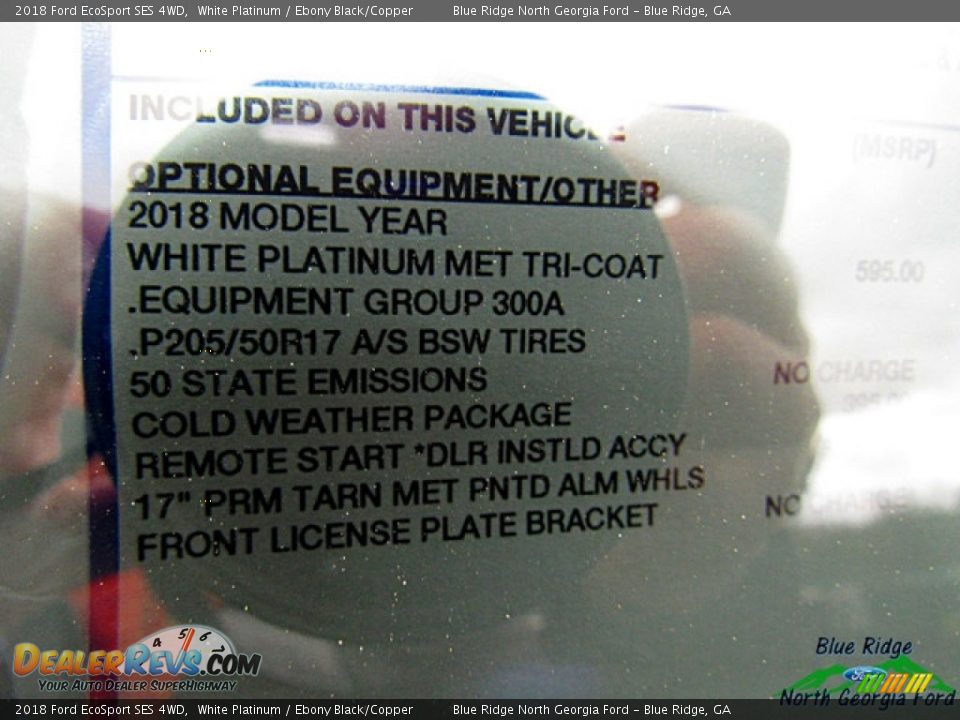 2018 Ford EcoSport SES 4WD, White Platinum / Ebony Black/Copper Blue Ridge North Georgia Ford - Blue Ridge, GA
INCLUDED ON THIS VEHICLE
(MSRP)
OPTIONAL EQUIPMENT/OTHER
2018 MODEL YEAR
WHITE PLATINUM MET TRI-COAT 595.00
.EQUIPMENT GROUP 300A
.P205/50R17 A/S BSW TIRES
50 STATE EMISSIONS NO CHARGE
COLD WEATHER PACKAGE
REMOTE START *DLR INSTLD ACCY
17" PRM TARN MET PNTD ALM WHLS
FRONT LICENSE PLATE BRACKET NO CHARGE
4 5 6 7
DealerRevs.com
Your Auto Dealer SuperHighway
Blue Ridge
Ford
North Georgia Ford
2018 Ford EcoSport SES 4WD, White Platinum / Ebony Black/Copper Blue Ridge North Georgia Ford - Blue Ridge, GA